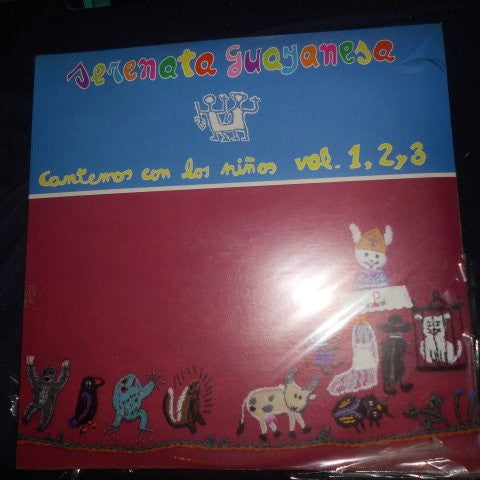 Serenata Guayanesa
Cantemos con los niños vol. 1, 2 y 3